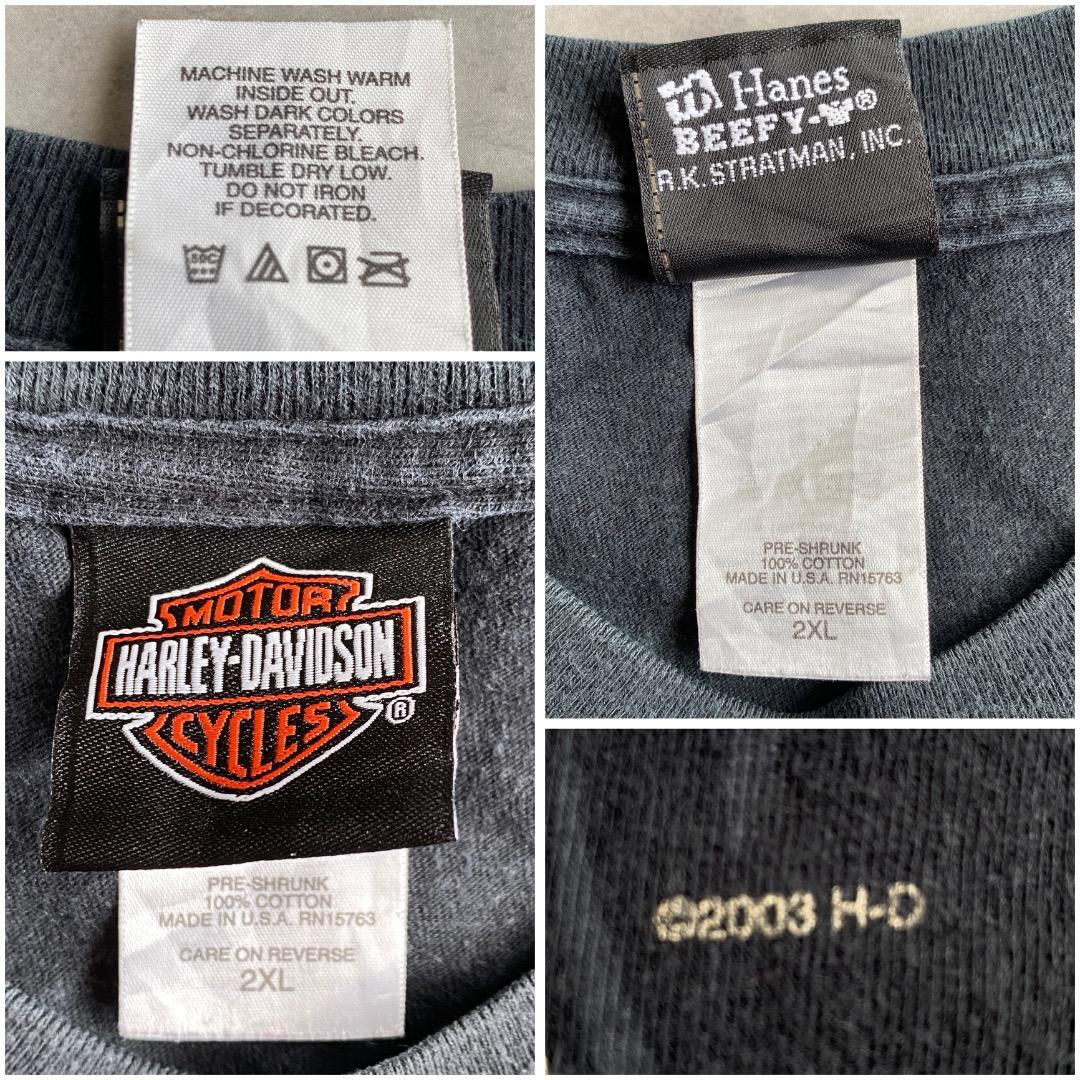 MACHINE WASH WARM
INSIDE OUT.
WASH DARK COLORS
SEPARATELY.
NON-CHLORINE BLEACH.
TUMBLE DRY LOW.
DO NOT IRON
IF DECORATED.
Hanes
BEEFY-®
R.K. STRATMAN, INC.
PRE-SHRUNK
100% COTTON
MADE IN U.S.A. RN15763
CARE ON REVERSE
2XL
MOTOR
HARLEY-DAVIDSON
CYCLES®
PRE-SHRUNK
100% COTTON
MADE IN U.S.A. RN15763
CARE ON REVERSE
2XL
©2003 H-D